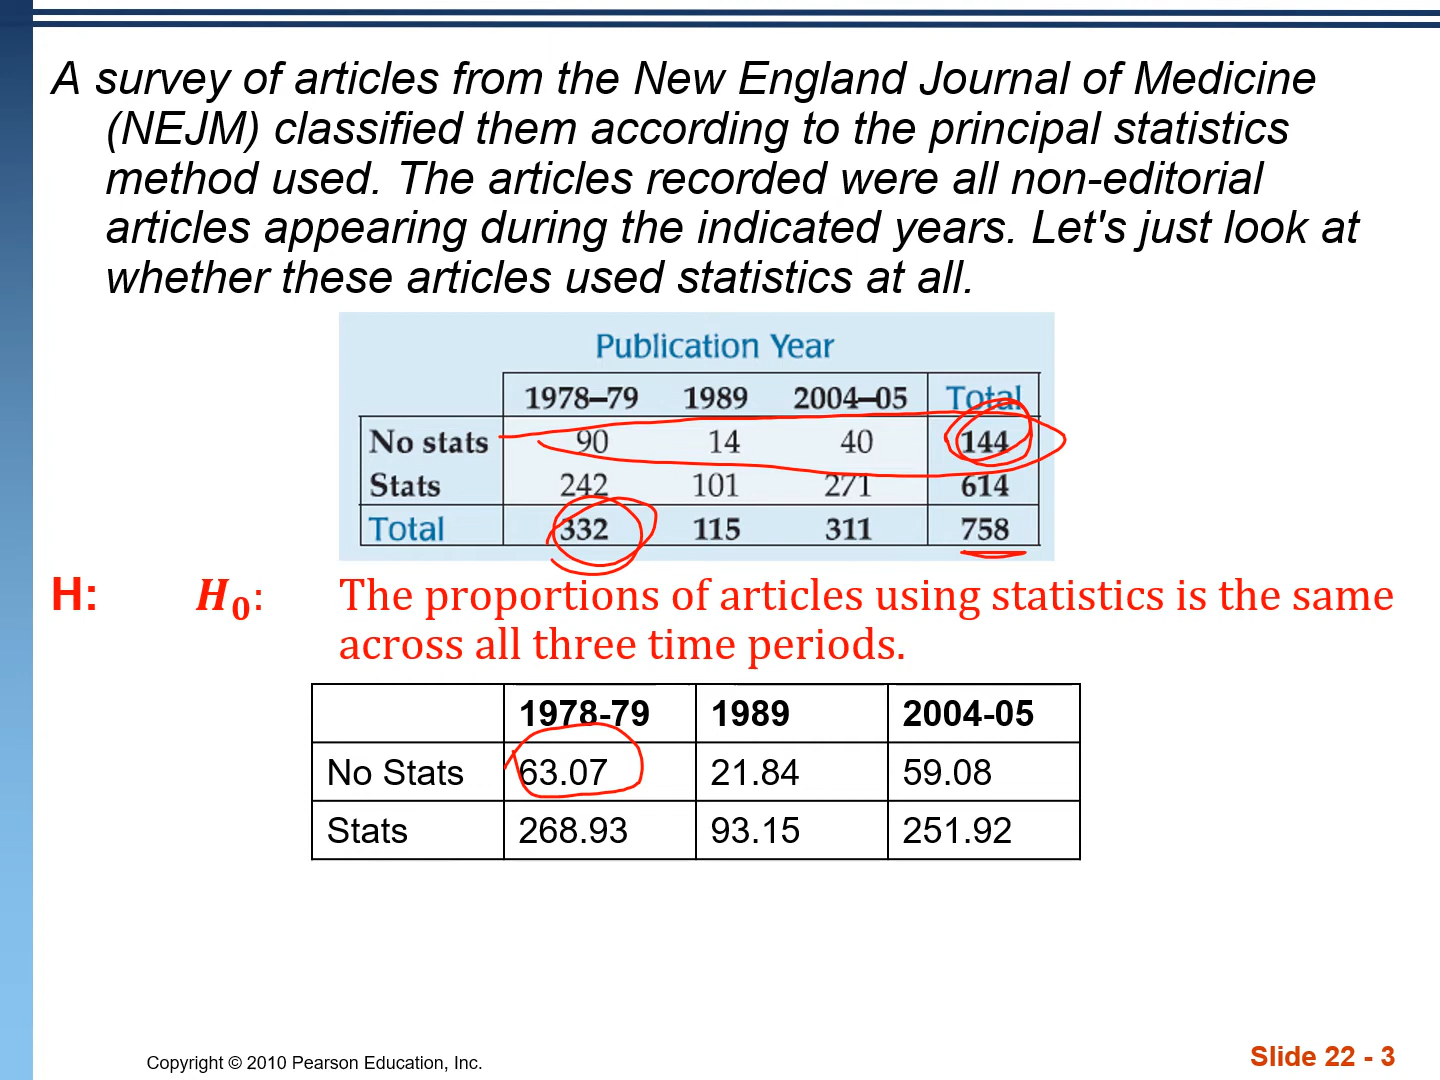 A survey of articles from the New England Journal of Medicine
(NEJM) classified them according to the principal statistics
method used. The articles recorded were all non-editorial
articles appearing during the indicated years. Let's just look at
whether these articles used statistics at all.
Publication Year
1978–79 1989 2004–05 Total
No stats 90 14 40 144
Stats 242 101 271 614
Total 332 115 311 758
H: H₀: The proportions of articles using statistics is the same
across all three time periods.
1978-79 1989 2004-05
No Stats 63.07 21.84 59.08
Stats 268.93 93.15 251.92
Copyright © 2010 Pearson Education, Inc.
Slide 22 - 3